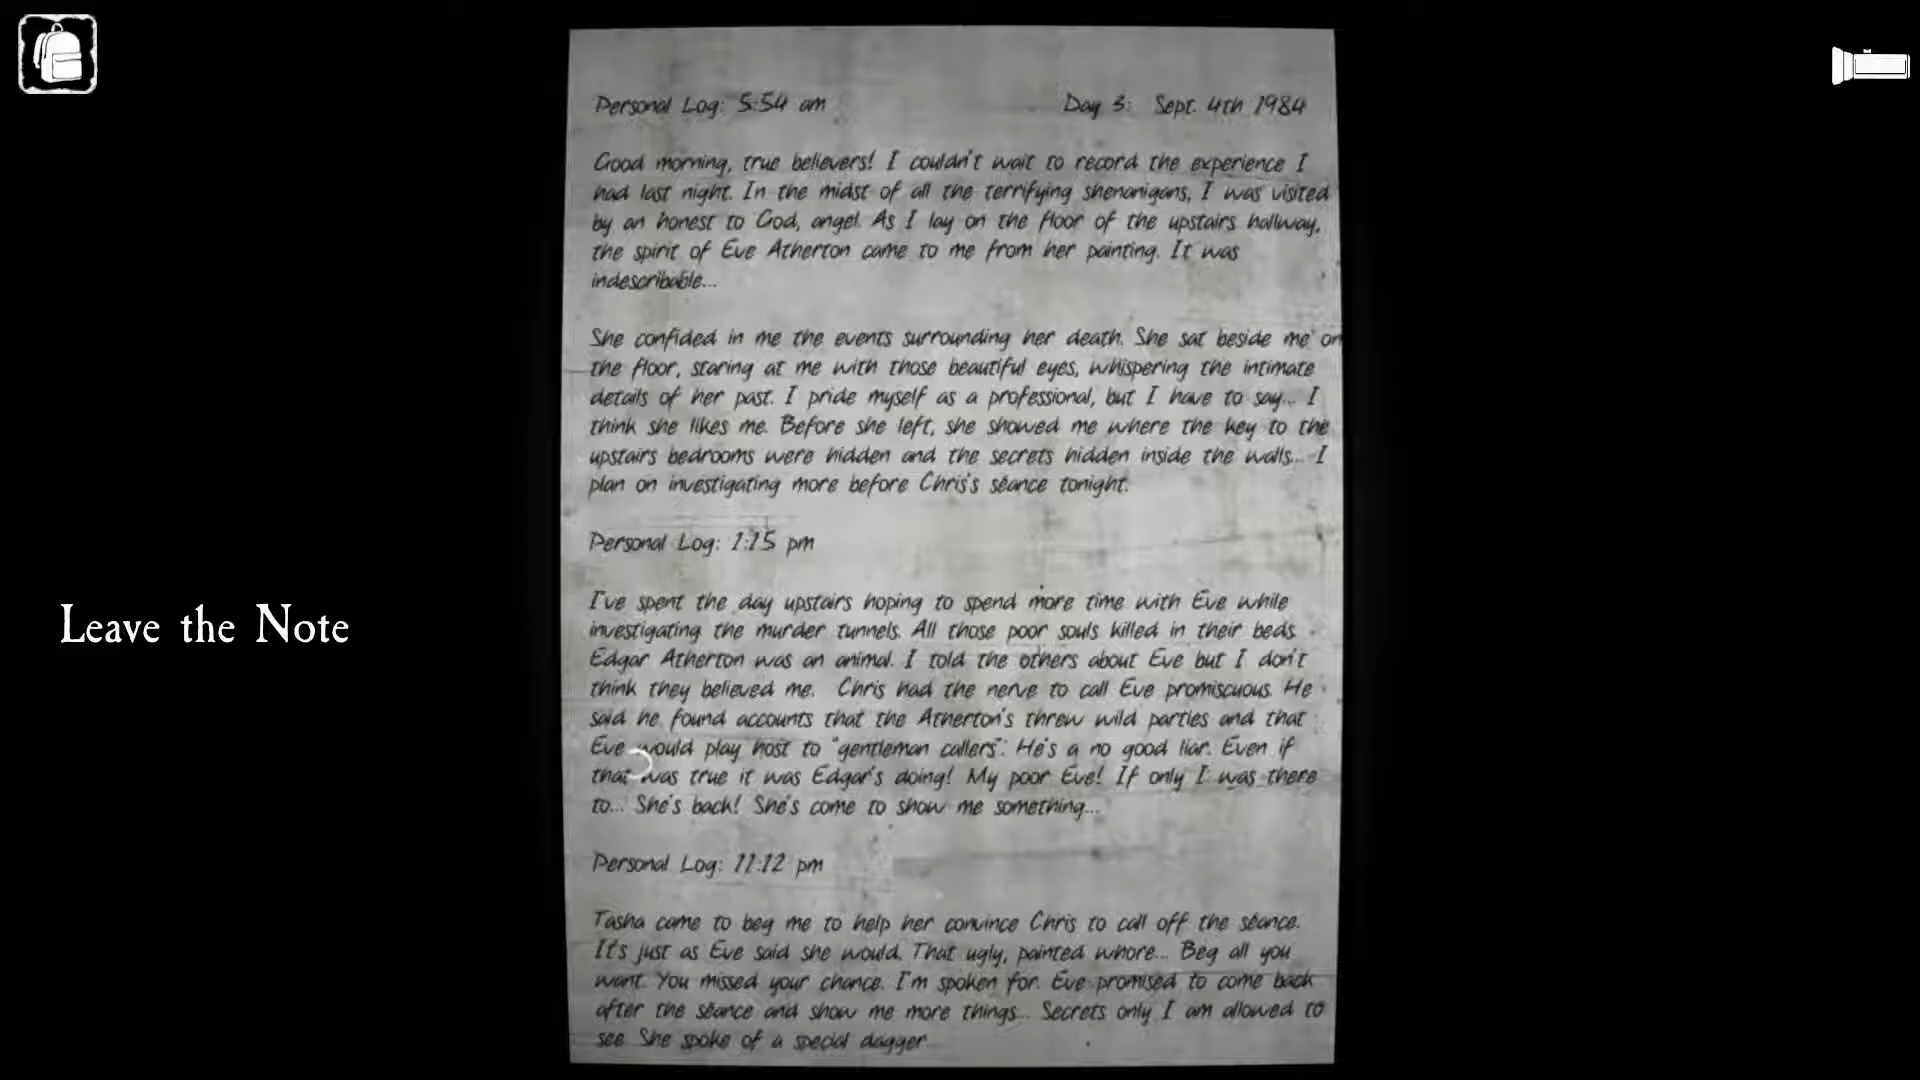 Personal Log: 5:54 am
Day 3: Sept. 4th 1984
Good morning, true believers! I couldn't wait to record the experience I
had last night. In the midst of all the terrifying shenanigans, I was visited
by an honest to God, angel. As I lay on the floor of the upstairs hallway,
the spirit of Eve Atherton came to me from her painting. It was
indescribable...
She confided in me the events surrounding her death. She sat beside me on
the floor, staring at me with those beautiful eyes, whispering the intimate
details of her past. I pride myself as a professional, but I have to say... I
think she likes me. Before she left, she showed me where the key to the
upstairs bedrooms were hidden and the secrets hidden inside the walls... I
plan on investigating more before Chris's séance tonight.
Personal Log: 1:15 pm
I've spent the day upstairs hoping to spend more time with Eve while
investigating the murder tunnels. All those poor souls killed in their beds.
Edgar Atherton was an animal. I told the others about Eve but I don't
think they believed me. Chris had the nerve to call Eve promiscuous. He
said he found accounts that the Atherton's threw wild parties and that
Eve would play host to "gentleman callers". He's a no good liar. Even if
that was true it was Edgar's doing! My poor Eve! If only I was there
to... She's back! She's come to show me something...
Personal Log: 11:12 pm
Tasha came to beg me to help her convince Chris to call off the séance.
It's just as Eve said she would. That ugly, painted whore... Beg all you
want. You missed your chance. I'm spoken for. Eve promised to come back
after the séance and show me more things... Secrets only I am allowed to
see. She spoke of a special dagger...
Leave the Note